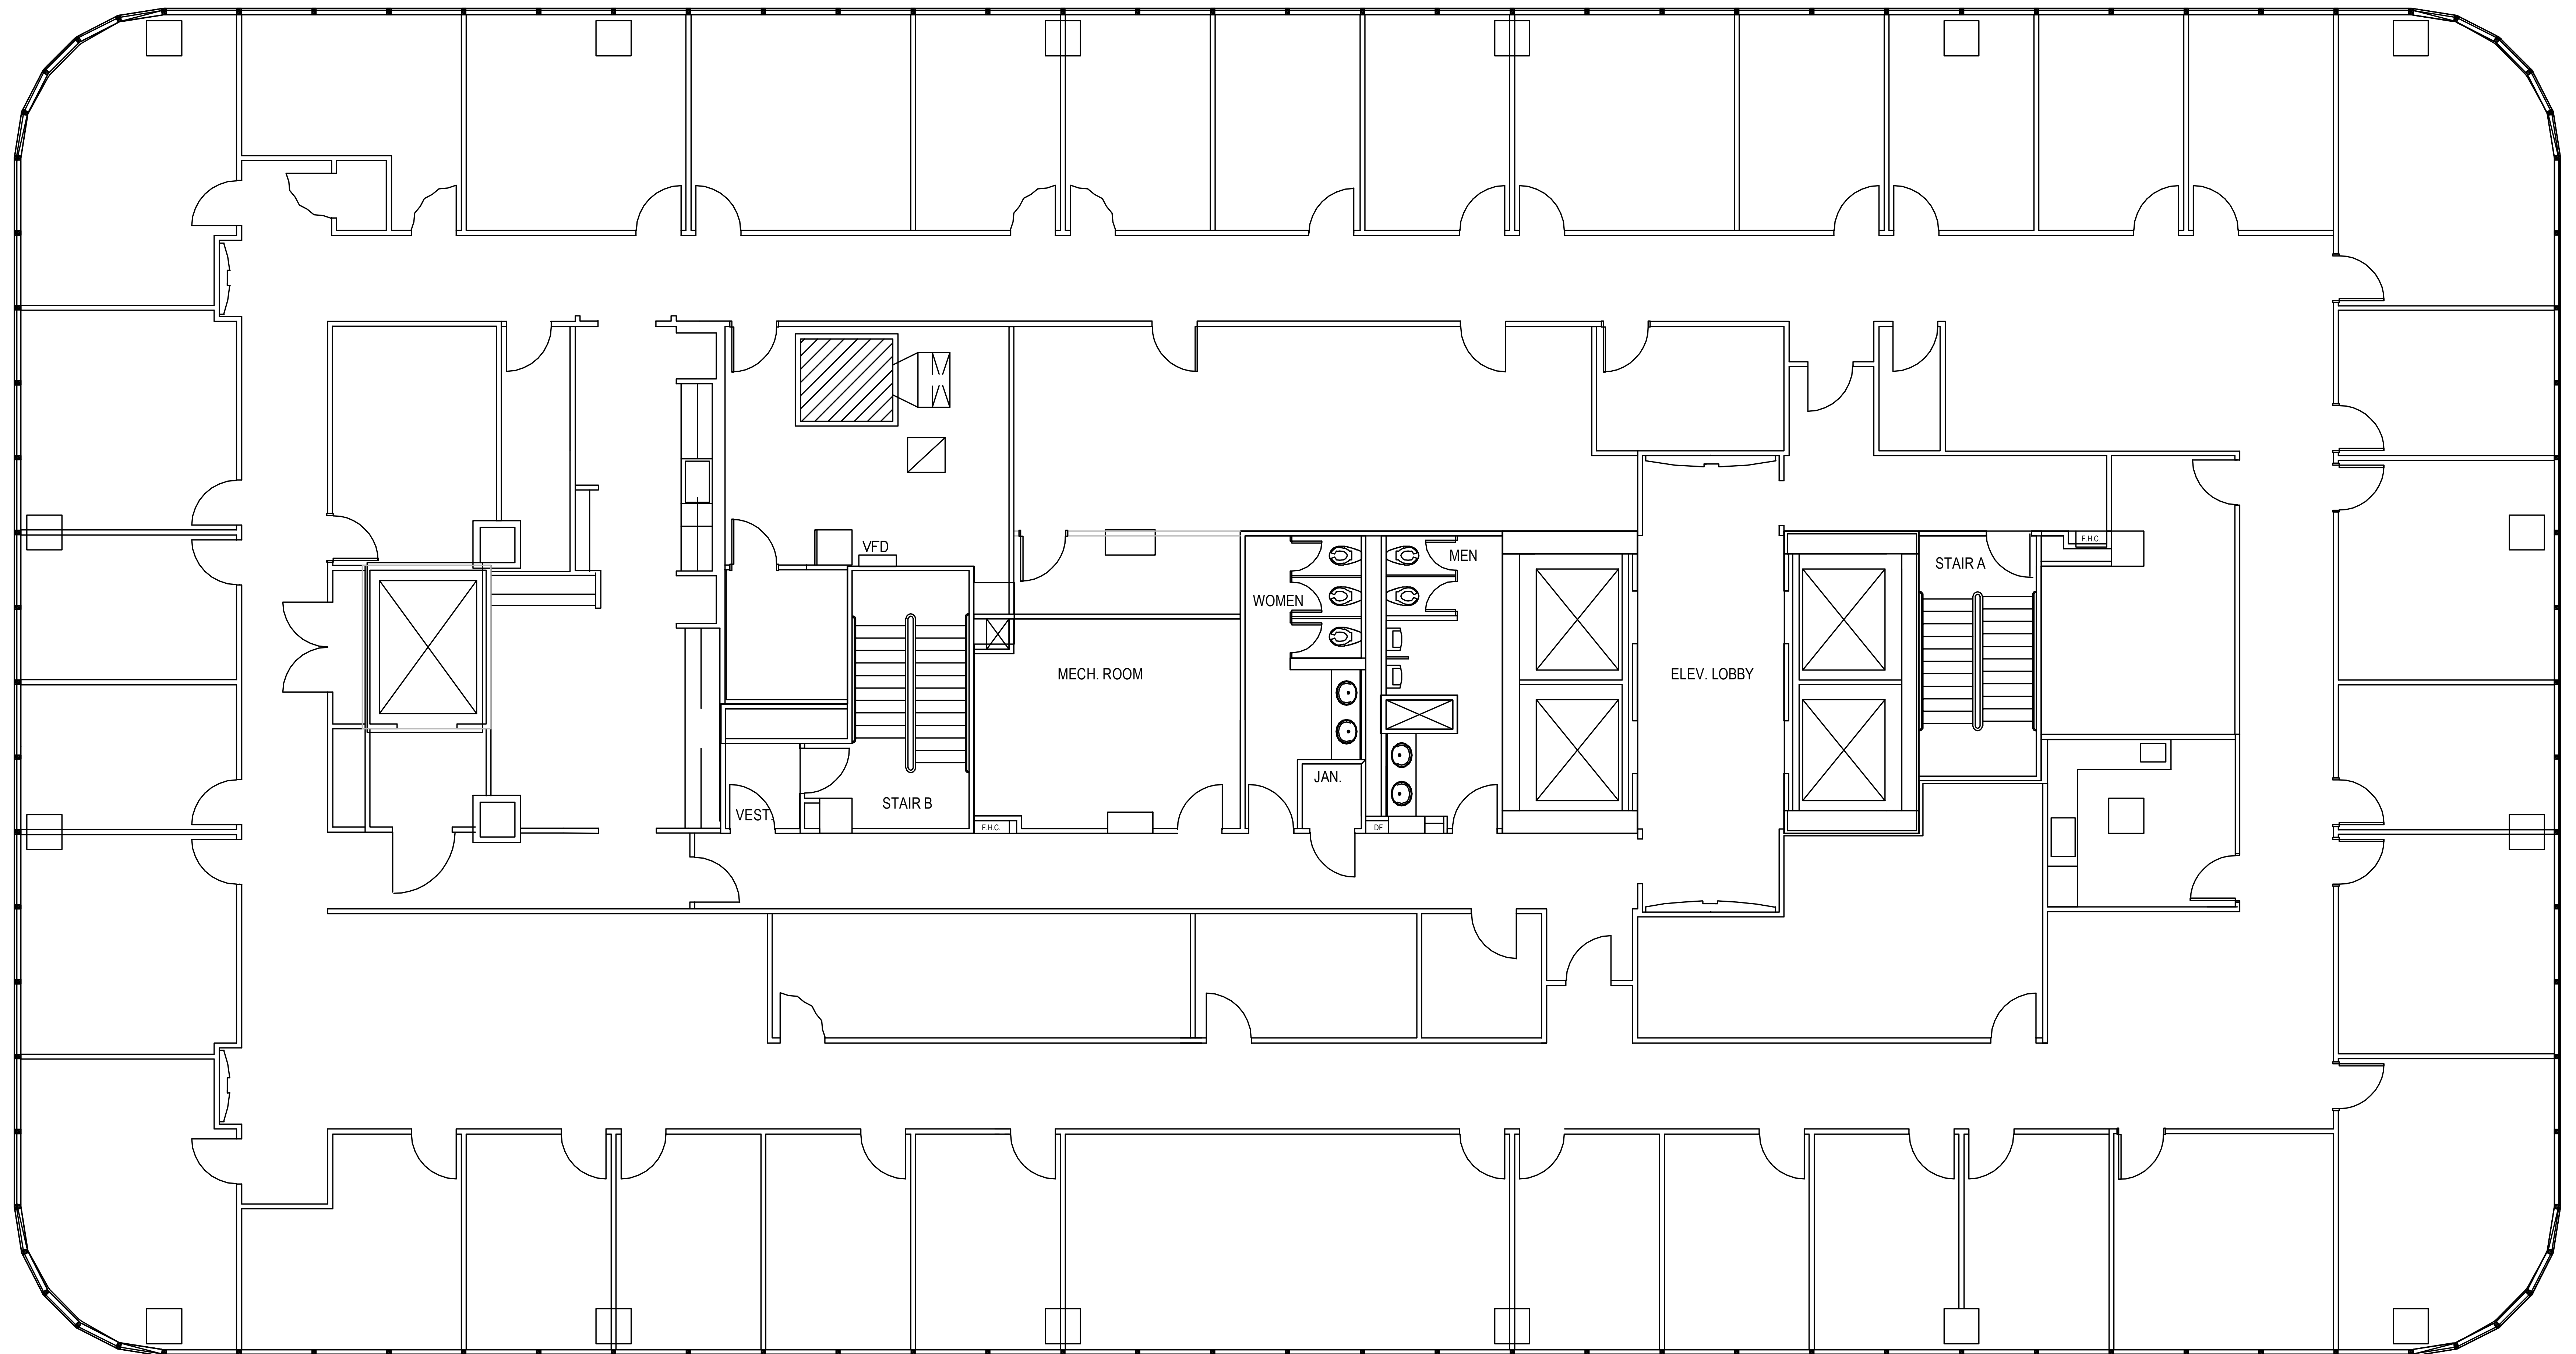 F.H.C.
VFD
MEN
STAIR A
WOMEN
MECH. ROOM
ELEV. LOBBY
JAN.
STAIR B
VEST.
F.H.C.
DF